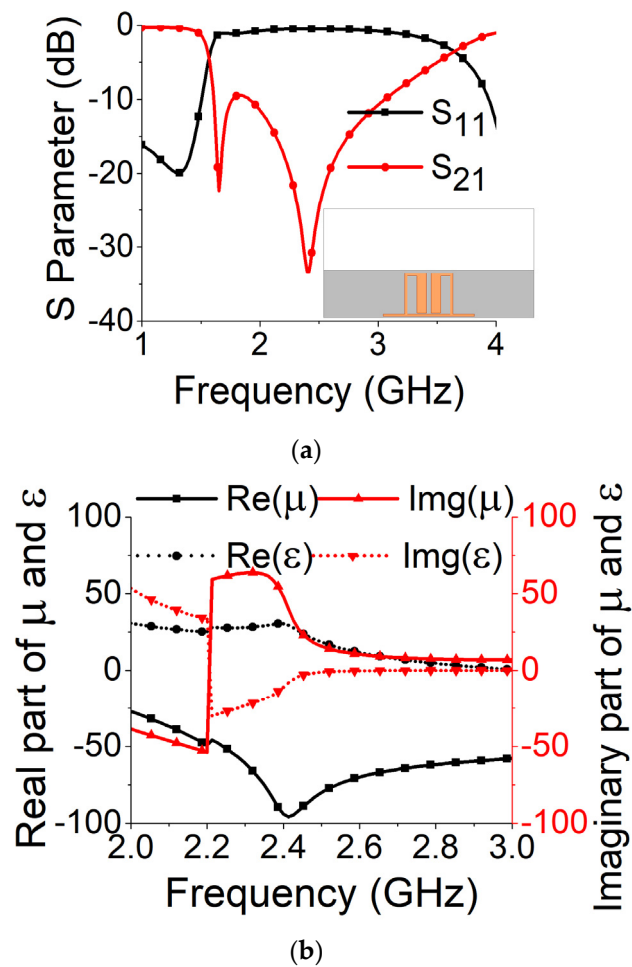 0
-10
-20
-30
-40
S Parameter (dB)
S11
S21
1 2 3 4
Frequency (GHz)
(a)
Re(μ) Img(μ)
Re(ε) Img(ε)
100 100
50 50
0 0
-50 -50
-100 -100
Real part of μ and ε
Imaginary part of μ and ε
2.0 2.2 2.4 2.6 2.8 3.0
Frequency (GHz)
(b)